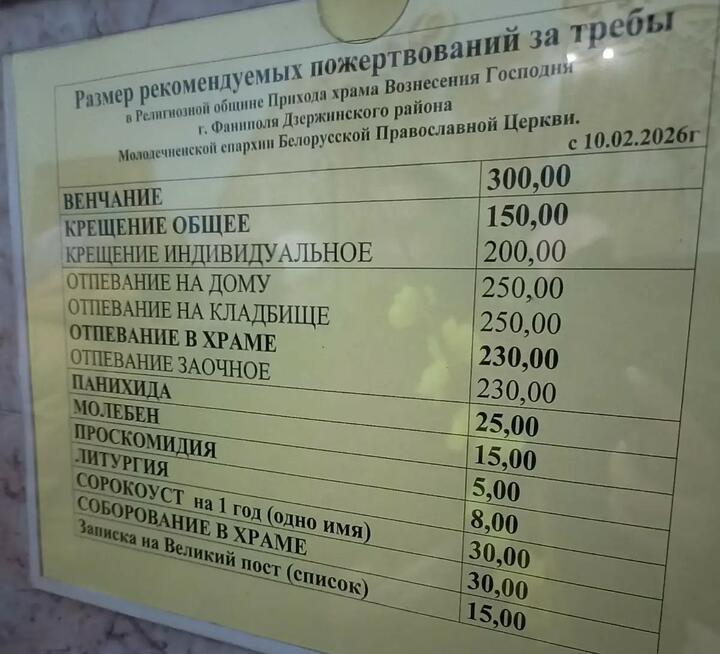 Размер рекомендуемых пожертвований за требы
в Религиозной общине Прихода храма Вознесения Господня
г. Фаниполя Дзержинского района
Молодечненской епархии Белорусской Православной Церкви.
с 10.02.2026г
ВЕНЧАНИЕ 300,00
КРЕЩЕНИЕ ОБЩЕЕ 150,00
КРЕЩЕНИЕ ИНДИВИДУАЛЬНОЕ 200,00
ОТПЕВАНИЕ НА ДОМУ 250,00
ОТПЕВАНИЕ НА КЛАДБИЩЕ 250,00
ОТПЕВАНИЕ В ХРАМЕ 230,00
ОТПЕВАНИЕ ЗАОЧНОЕ 230,00
ПАНИХИДА 25,00
МОЛЕБЕН 15,00
ПРОСКОМИДИЯ 5,00
ЛИТУРГИЯ 8,00
СОРОКОУСТ на 1 год (одно имя) 30,00
СОБОРОВАНИЕ В ХРАМЕ 30,00
Записка на Великий пост (список) 15,00